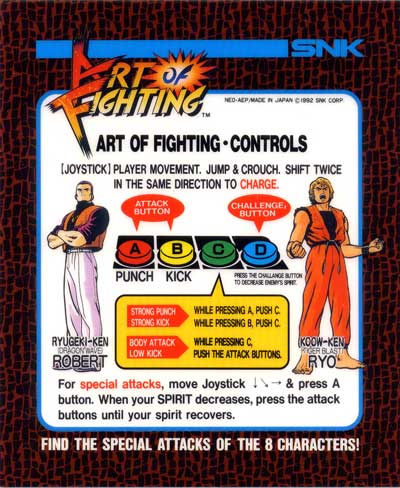 SNK
ART OF FIGHTING™
NEO-AEP/MADE IN JAPAN ©1992 SNK CORP.
ART OF FIGHTING·CONTROLS
[JOYSTICK] PLAYER MOVEMENT. JUMP & CROUCH. SHIFT TWICE
IN THE SAME DIRECTION TO CHARGE.
ATTACK
BUTTON
CHALLENGE
BUTTON
A B C D
PUNCH KICK
PRESS THE CHALLANGE BUTTON
TO DECREASE ENEMY'S SPIRIT.
STRONG PUNCH WHILE PRESSING A, PUSH C.
STRONG KICK WHILE PRESSING B, PUSH C.
BODY ATTACK WHILE PRESSING C,
LOW KICK PUSH THE ATTACK BUTTONS.
RYUGEKI-KEN
(DRAGON WAVE)
ROBERT
KOOW-KEN
(TIGER BLAST)
RYO
For special attacks, move Joystick ↓↘→ & press A
button. When your SPIRIT decreases, press the attack
buttons until your spirit recovers.
FIND THE SPECIAL ATTACKS OF THE 8 CHARACTERS!